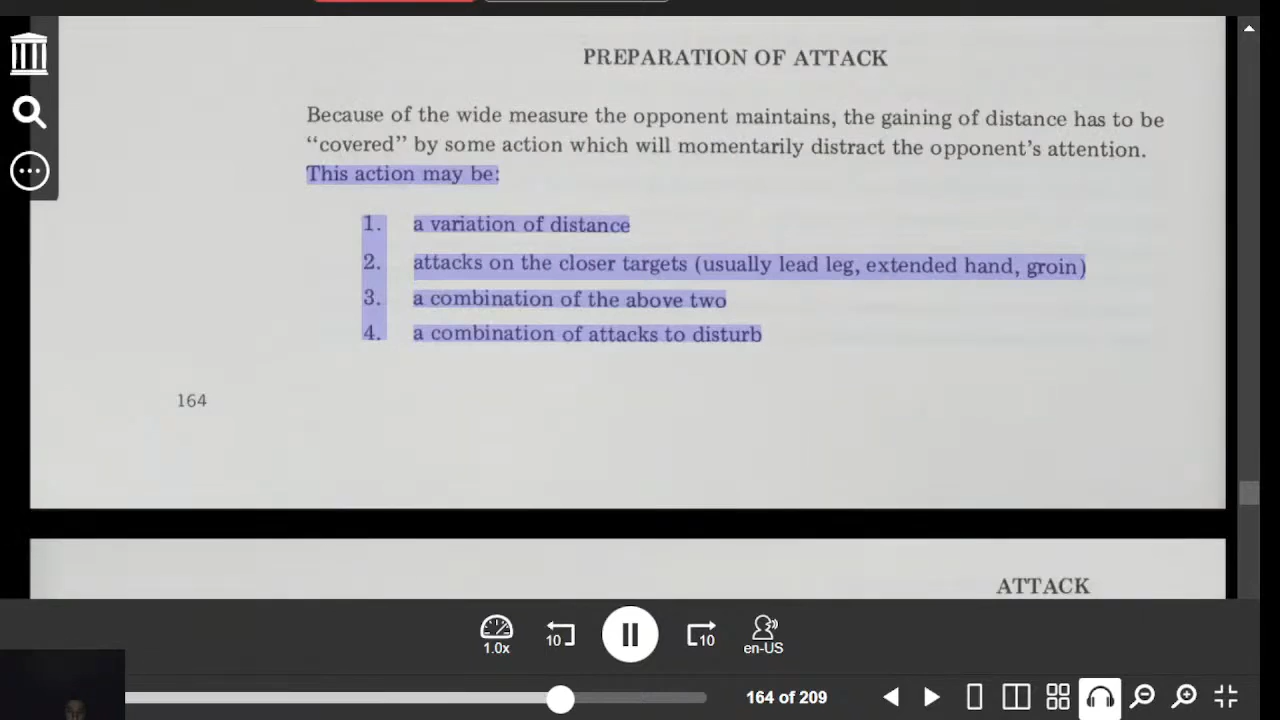 PREPARATION OF ATTACK
Because of the wide measure the opponent maintains, the gaining of distance has to be
“covered” by some action which will momentarily distract the opponent’s attention.
This action may be:
1. a variation of distance
2. attacks on the closer targets (usually lead leg, extended hand, groin)
3. a combination of the above two
4. a combination of attacks to disturb
164
ATTACK
10
10
1.0x
en-US
164 of 209